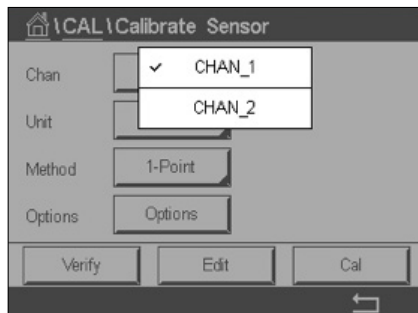 \CAL\Calibrate Sensor
Chan
CHAN_1
CHAN_2
Unit
Method
1-Point
Options
Options
Verify
Edit
Cal